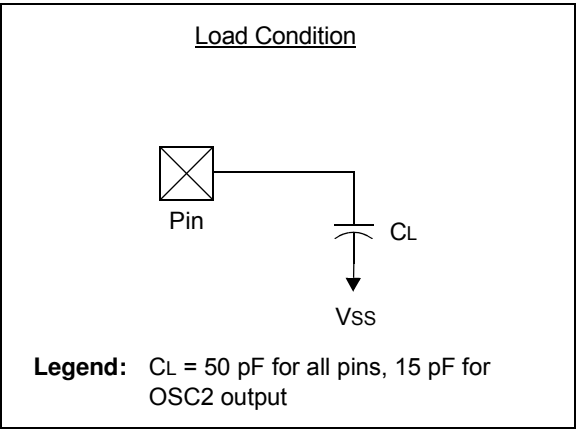 Load Condition
Pin
CL
VSS
Legend: CL = 50 pF for all pins, 15 pF for
OSC2 output